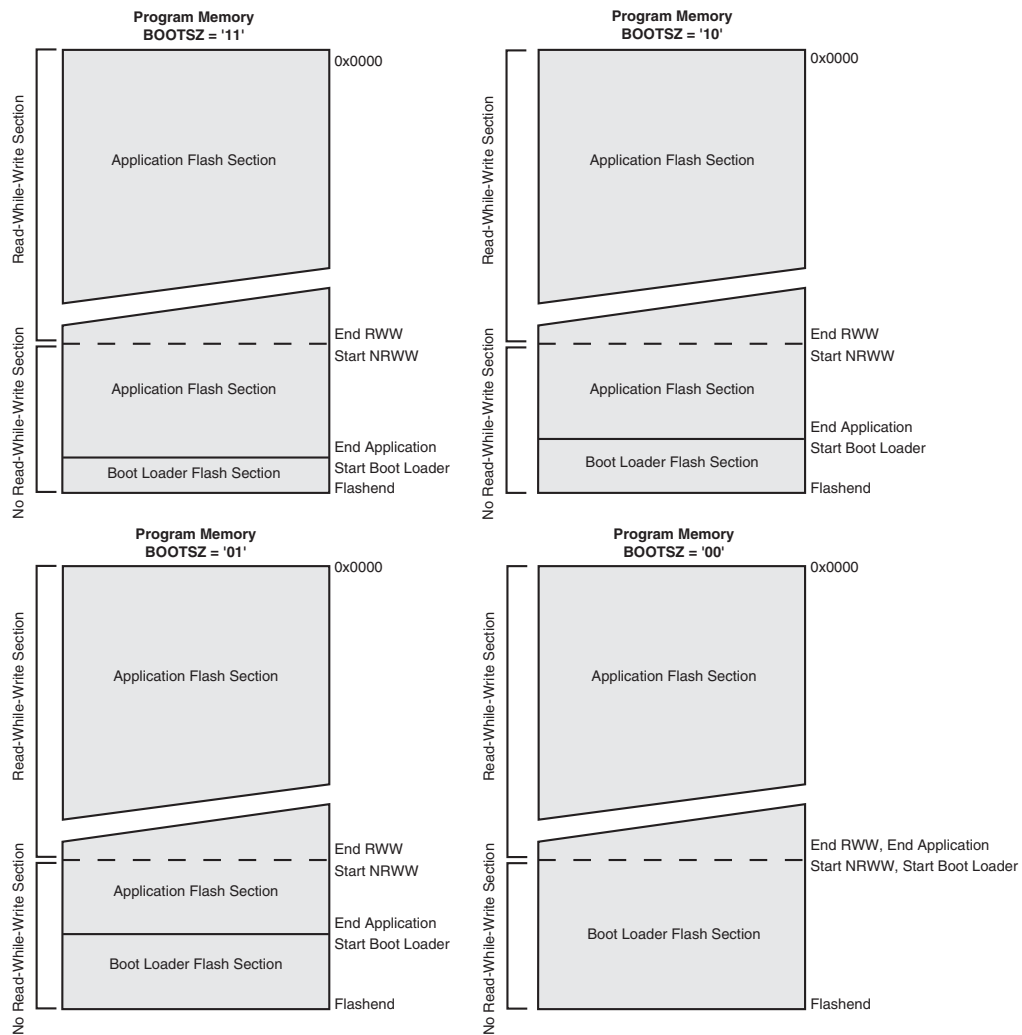 Program Memory
BOOTSZ = '11'
0x0000
Read-While-Write Section
Application Flash Section
End RWW
Start NRWW
No Read-While-Write Section
Application Flash Section
End Application
Start Boot Loader
Boot Loader Flash Section
Flashend
Program Memory
BOOTSZ = '10'
0x0000
Read-While-Write Section
Application Flash Section
End RWW
Start NRWW
No Read-While-Write Section
Application Flash Section
End Application
Start Boot Loader
Boot Loader Flash Section
Flashend
Program Memory
BOOTSZ = '01'
0x0000
Read-While-Write Section
Application Flash Section
End RWW
Start NRWW
No Read-While-Write Section
Application Flash Section
End Application
Start Boot Loader
Boot Loader Flash Section
Flashend
Program Memory
BOOTSZ = '00'
0x0000
Read-While-Write Section
Application Flash Section
End RWW, End Application
Start NRWW, Start Boot Loader
No Read-While-Write Section
Boot Loader Flash Section
Flashend